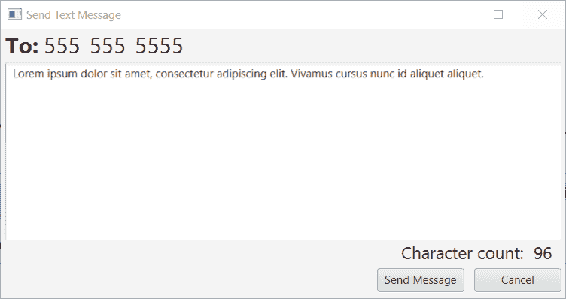 Send Text Message
To: 555 555 5555
Lorem ipsum dolor sit amet, consectetur adipiscing elit. Vivamus cursus nunc id aliquet aliquet.
Character count: 96
Send Message Cancel